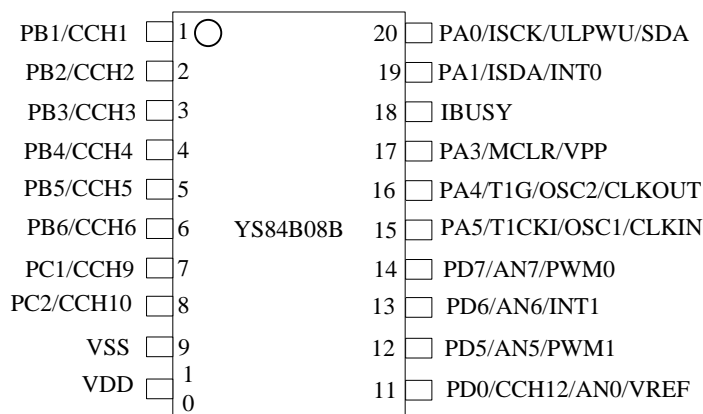 PB1/CCH1 1 20 PA0/ISCK/ULPWU/SDA
PB2/CCH2 2 19 PA1/ISDA/INT0
PB3/CCH3 3 18 IBUSY
PB4/CCH4 4 17 PA3/MCLR/VPP
PB5/CCH5 5 16 PA4/T1G/OSC2/CLKOUT
PB6/CCH6 6 YS84B08B 15 PA5/T1CKI/OSC1/CLKIN
PC1/CCH9 7 14 PD7/AN7/PWM0
PC2/CCH10 8 13 PD6/AN6/INT1
VSS 9 12 PD5/AN5/PWM1
VDD 1 11 PD0/CCH12/AN0/VREF
0